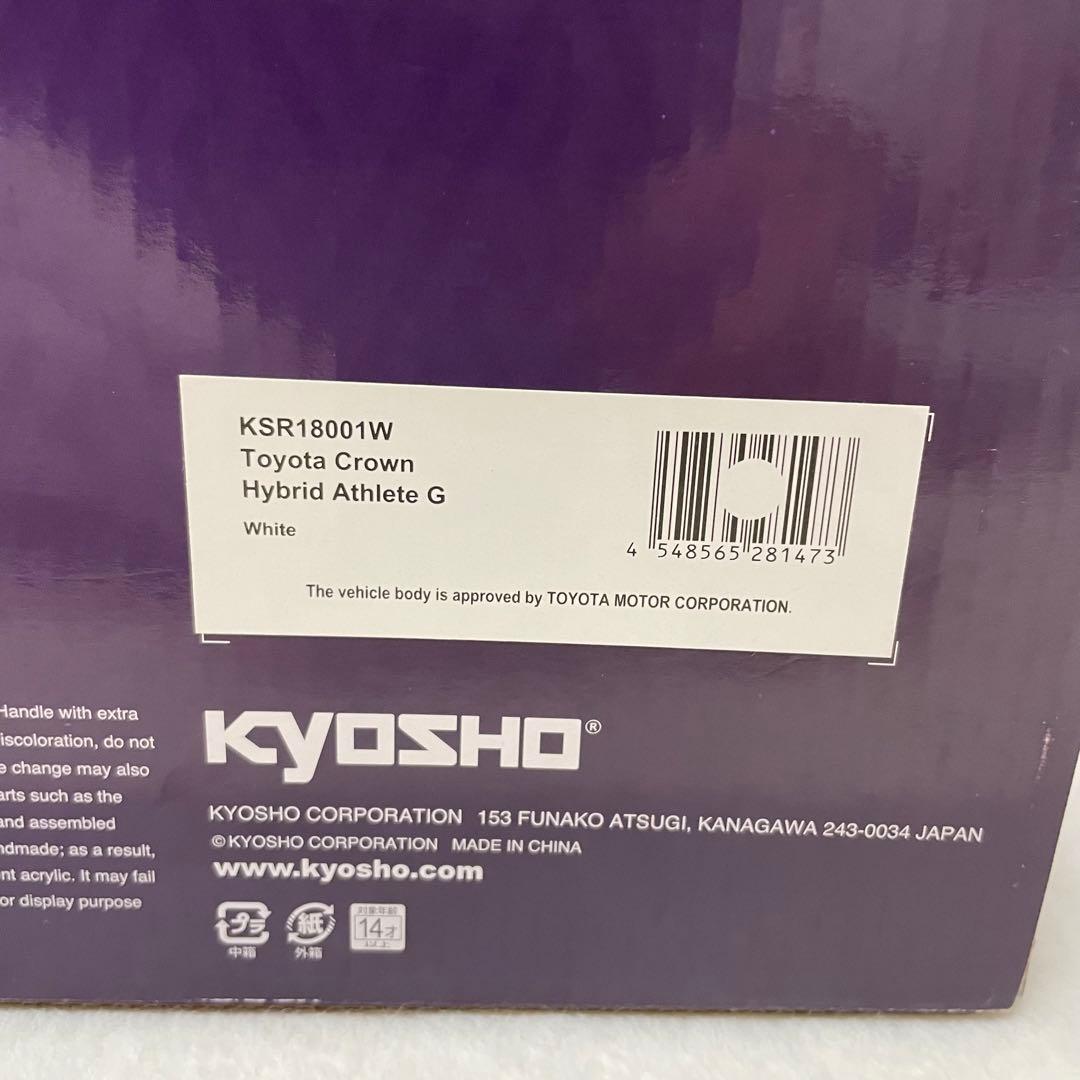 KSR18001W
Toyota Crown
Hybrid Athlete G
White
4 548565 281473
The vehicle body is approved by TOYOTA MOTOR CORPORATION.
Handle with extra
iscoloration, do not
e change may also
arts such as the
and assembled
ndmade; as a result,
nt acrylic. It may fail
or display purpose
KYOSHO®
KYOSHO CORPORATION 153 FUNAKO ATSUGI, KANAGAWA 243-0034 JAPAN
©KYOSHO CORPORATION MADE IN CHINA
www.kyosho.com
プラ
中箱
紙
外箱
対象年齢
14才
以上